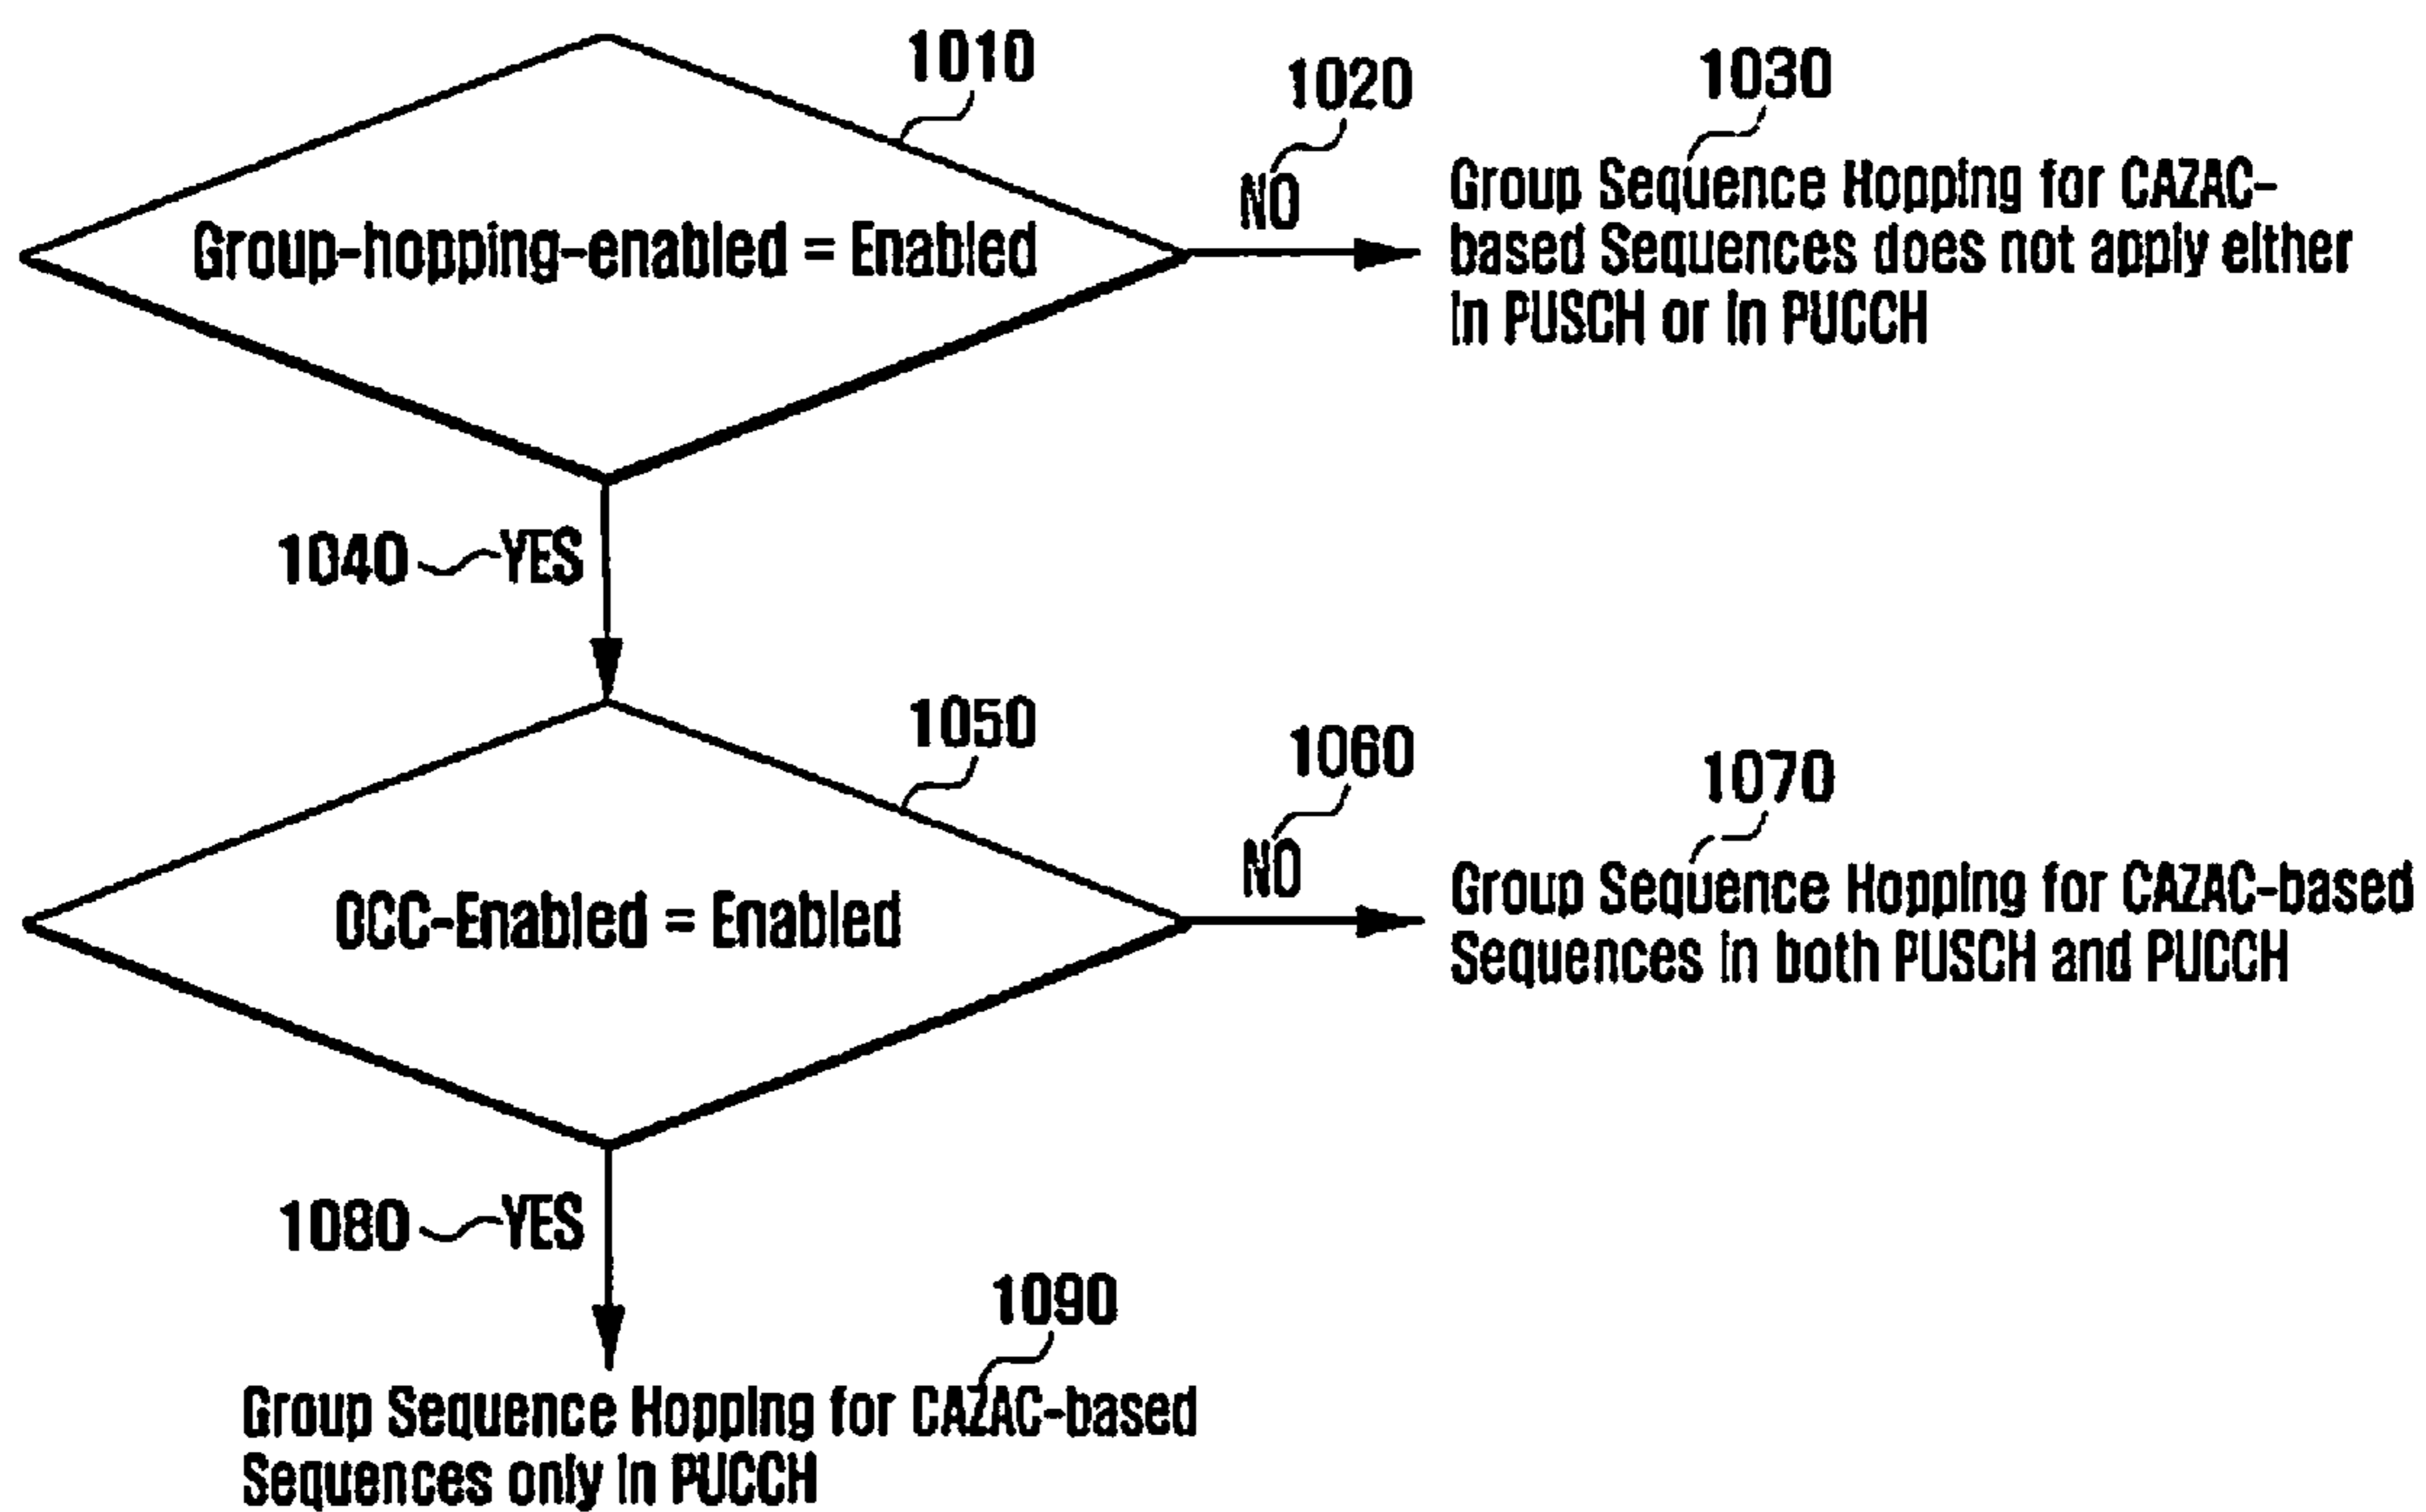 1010
1020
1030
Group-hopping-enabled = Enabled
NO
Group Sequence Hopping for CAZAC-
based Sequences does not apply either
in PUSCH or in PUCCH
1040
YES
1050
1060
1070
OCC-Enabled = Enabled
NO
Group Sequence Hopping for CAZAC-based
Sequences in both PUSCH and PUCCH
1080
YES
1090
Group Sequence Hopping for CAZAC-based
Sequences only in PUCCH